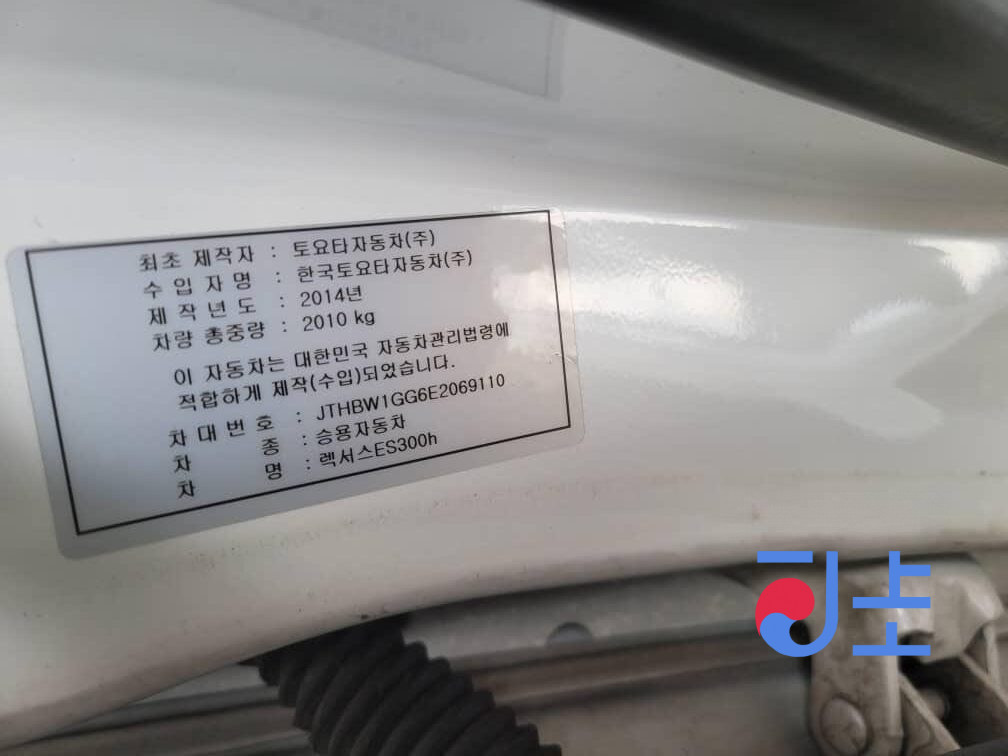 최초 제작자 : 토요타자동차(주)
수입자명 : 한국토요타자동차(주)
제작년도 : 2014년
차량 총중량 : 2010 kg
이 자동차는 대한민국 자동차관리법령에
적합하게 제작(수입)되었습니다.
차대번호 : JTHBW1GG6E2069110
차 종 : 승용자동차
차 명 : 렉서스ES300h